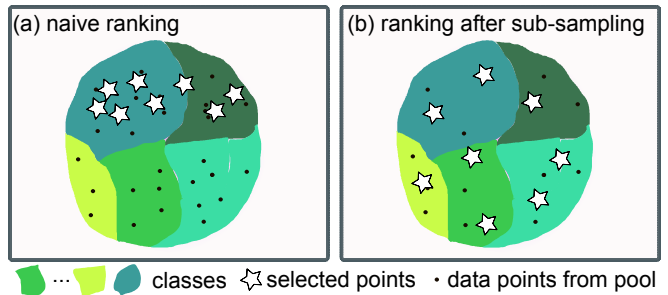 (a) naive ranking
(b) ranking after sub-sampling
... classes selected points data points from pool